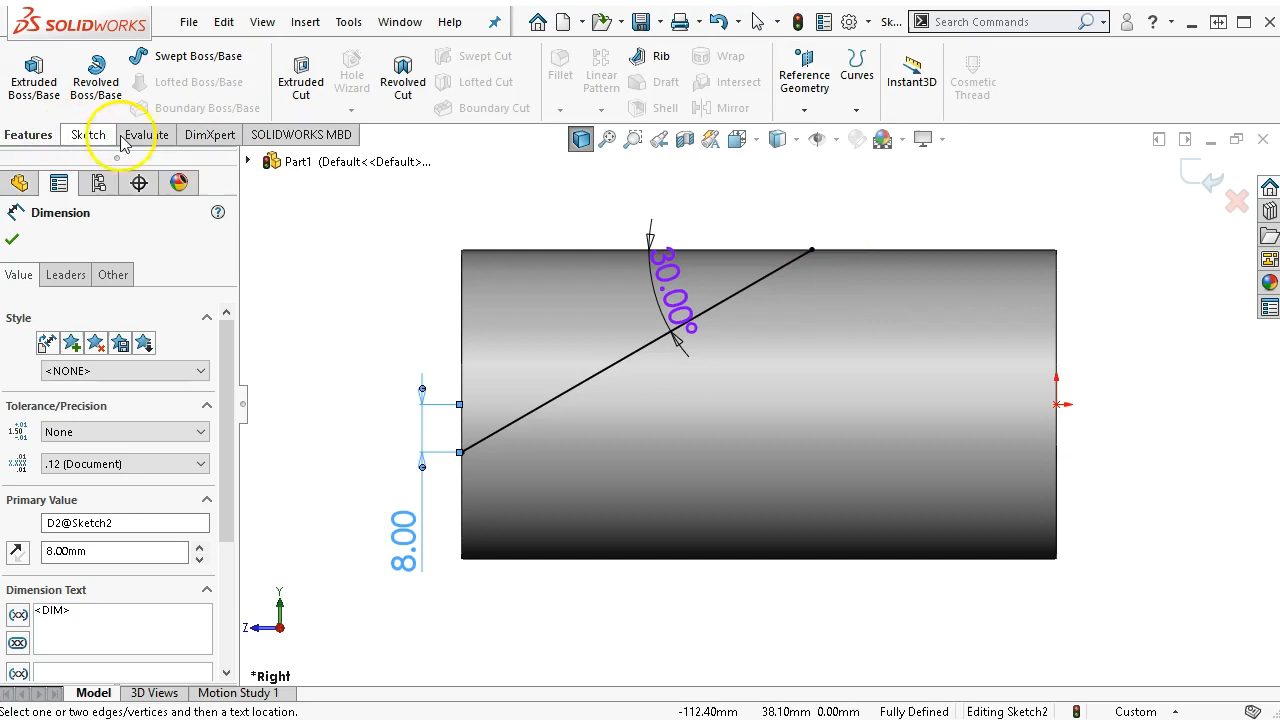 SOLIDWORKS File Edit View Insert Tools Window Help Sk... Search Commands ?
Extruded Boss/Base
Revolved Boss/Base
Swept Boss/Base
Lofted Boss/Base
Boundary Boss/Base
Extruded Cut
Hole Wizard
Revolved Cut
Swept Cut
Lofted Cut
Boundary Cut
Fillet
Linear Pattern
Rib
Draft
Shell
Wrap
Intersect
Mirror
Reference Geometry
Curves
Instant3D
Cosmetic Thread
Features Sketch Evaluate DimXpert SOLIDWORKS MBD
Part1 (Default<<Default>...
Dimension ?
Value Leaders Other
Style
<NONE>
Tolerance/Precision
None
.12 (Document)
Primary Value
D2@Sketch2
8.00mm
Dimension Text
<DIM>
30.00°
8.00
Y
Z
*Right
Model 3D Views Motion Study 1
Select one or two edges/vertices and then a text location. -112.40mm 38.10mm 0.00mm Fully Defined Editing Sketch2 Custom